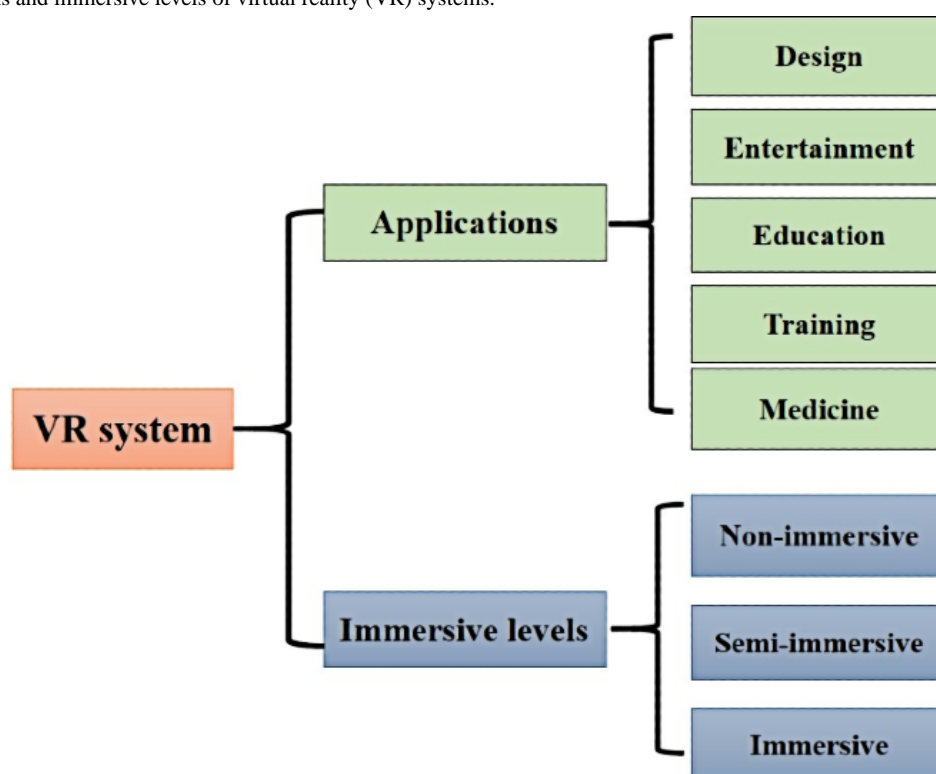 and immersive levels of virtual reality (VR) systems.
Design
Entertainment
Applications
Education
Training
Medicine
VR system
Non-immersive
Immersive levels
Semi-immersive
Immersive